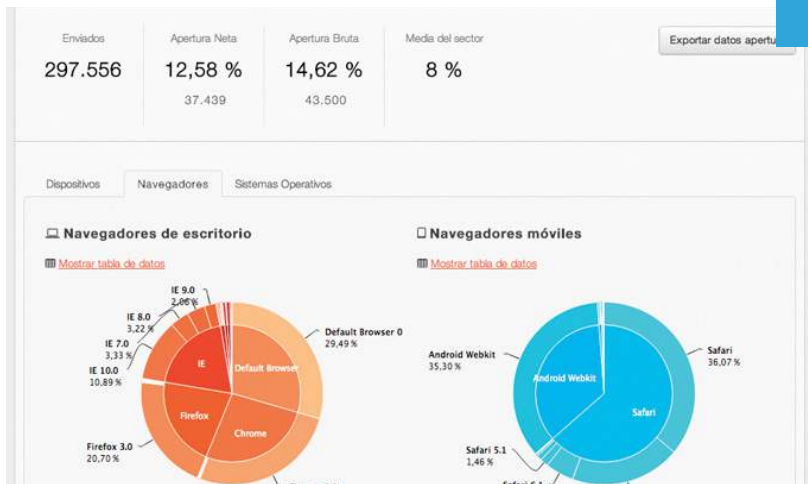 Enviados
Apertura Neta
Apertura Bruta
Media del sector
Exportar datos apertu
297.556
12,58 %
14,62 %
8 %
37.439
43.500
Dispositivos
Navegadores
Sistemas Operativos
Navegadores de escritorio
Navegadores móviles
Mostrar tabla de datos
Mostrar tabla de datos
IE 9.0
2,06 %
IE 8.0
3,22 %
IE 7.0
3,33 %
IE 10.0
10,89 %
Firefox 3.0
20,70 %
Default Browser 0
29,49 %
IE
Default Browser
Firefox
Chrome
Android Webkit
35,30 %
Safari
36,07 %
Android Webkit
Safari
Safari 5.1
1,46 %